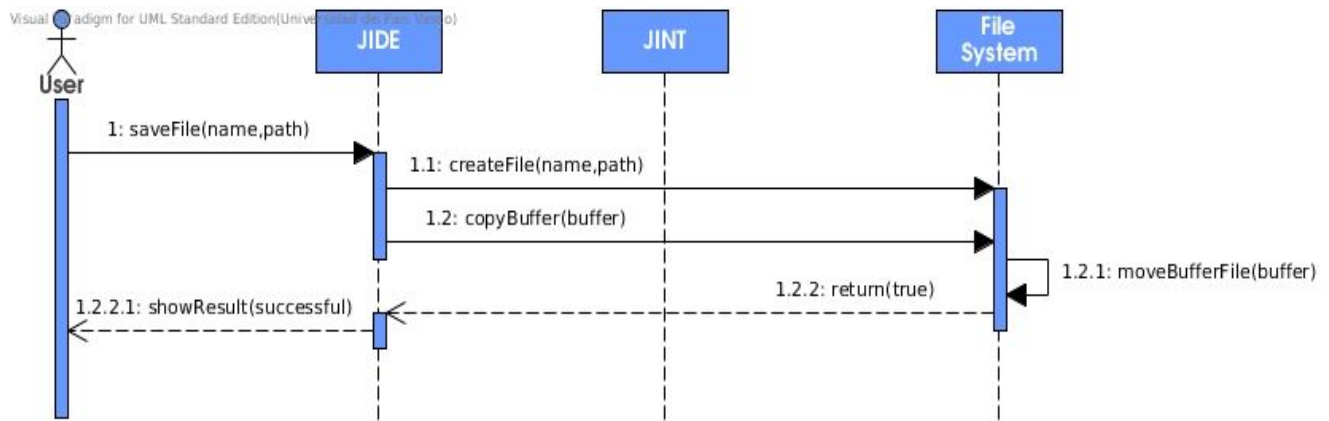 Visual Paradigm for UML Standard Edition(Universidad del País Vasco)
User
JIDE
JINT
File
System
1: saveFile(name,path)
1.1: createFile(name,path)
1.2: copyBuffer(buffer)
1.2.1: moveBufferFile(buffer)
1.2.2: return(true)
1.2.2.1: showResult(successful)